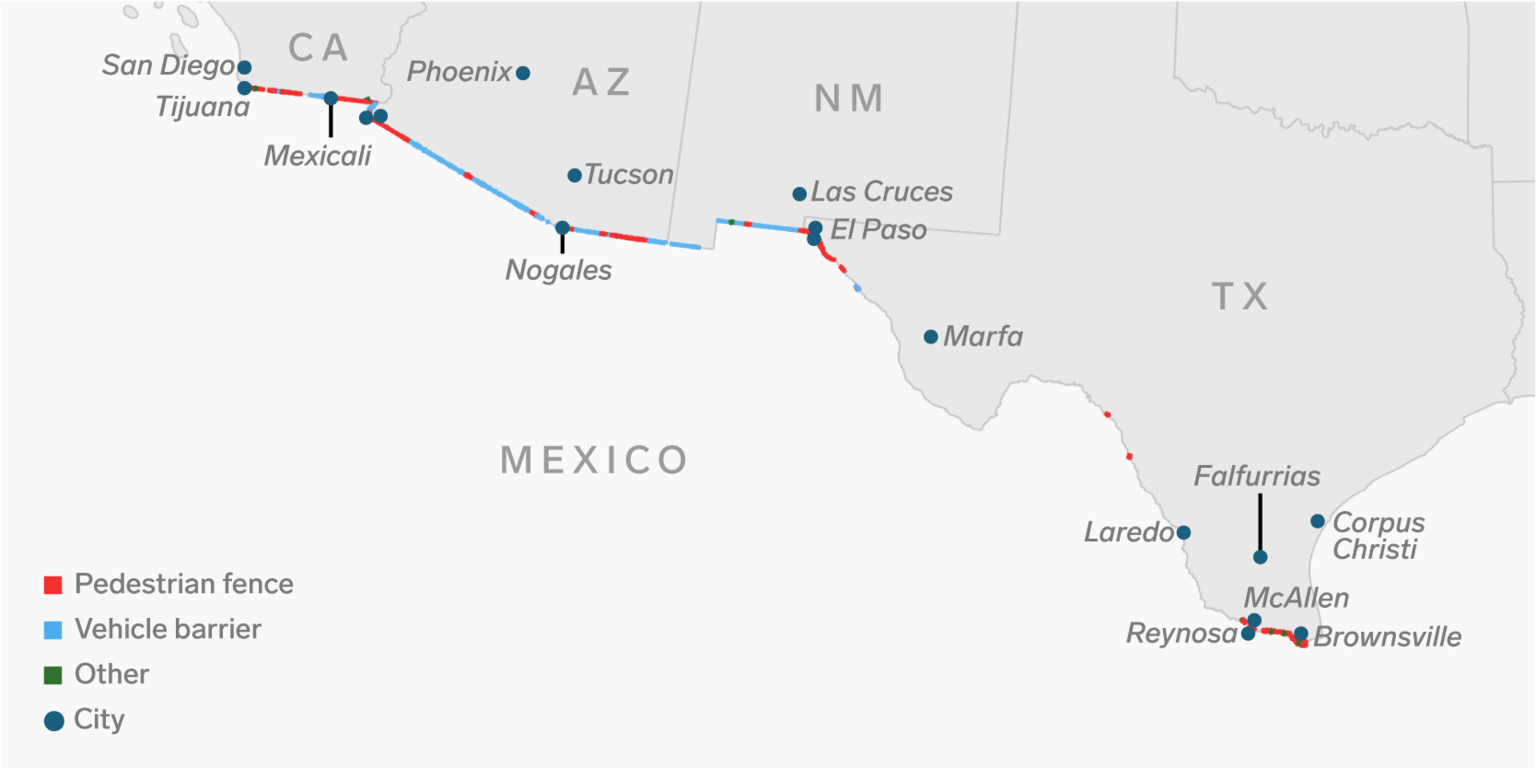 CA
San Diego
Phoenix
AZ
NM
Tijuana
Mexicali
Tucson
Las Cruces
El Paso
Nogales
TX
Marfa
MEXICO
Falfurrias
Laredo
Corpus
Christi
McAllen
Reynosa
Brownsville
Pedestrian fence
Vehicle barrier
Other
City